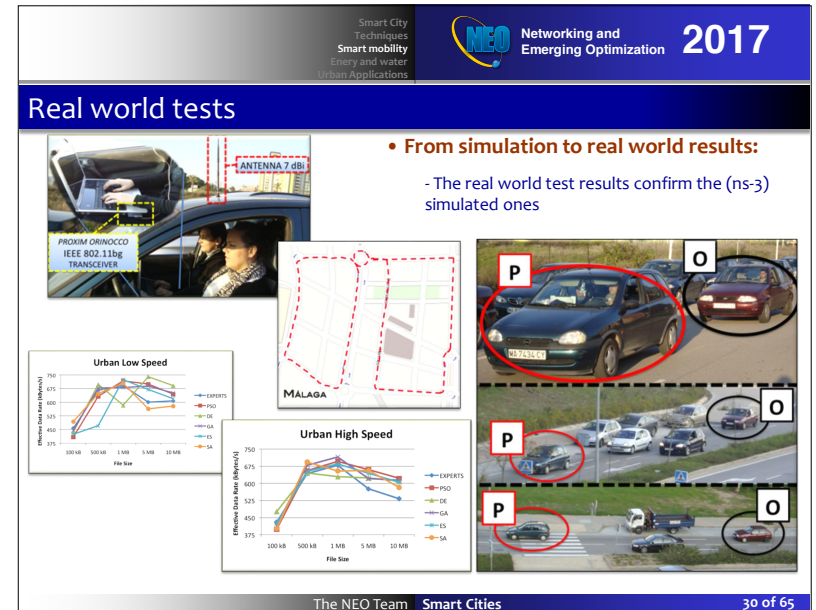 Smart City
Techniques
Smart mobility
Enery and water
Urban Applications
NEO
Networking and
Emerging Optimization
2017
Real world tests
ANTENNA 7 dBi
PROXIM ORINOCCO
IEEE 802.11bg
TRANSCEIVER
• From simulation to real world results:
- The real world test results confirm the (ns-3)
simulated ones
MÁLAGA
P
O
MA 7434 CY
P
O
P
O
Urban Low Speed
Effective Data Rate (kBytes/s)
750
675
600
525
450
375
100 kB 500 kB 1 MB 5 MB 10 MB
File Size
EXPERTS
PSO
DE
GA
ES
SA
Urban High Speed
Effective Data Rate (kBytes/s)
750
675
600
525
450
375
100 kB 500 kB 1 MB 5 MB 10 MB
File Size
EXPERTS
PSO
DE
GA
ES
SA
The NEO Team Smart Cities 30 of 65